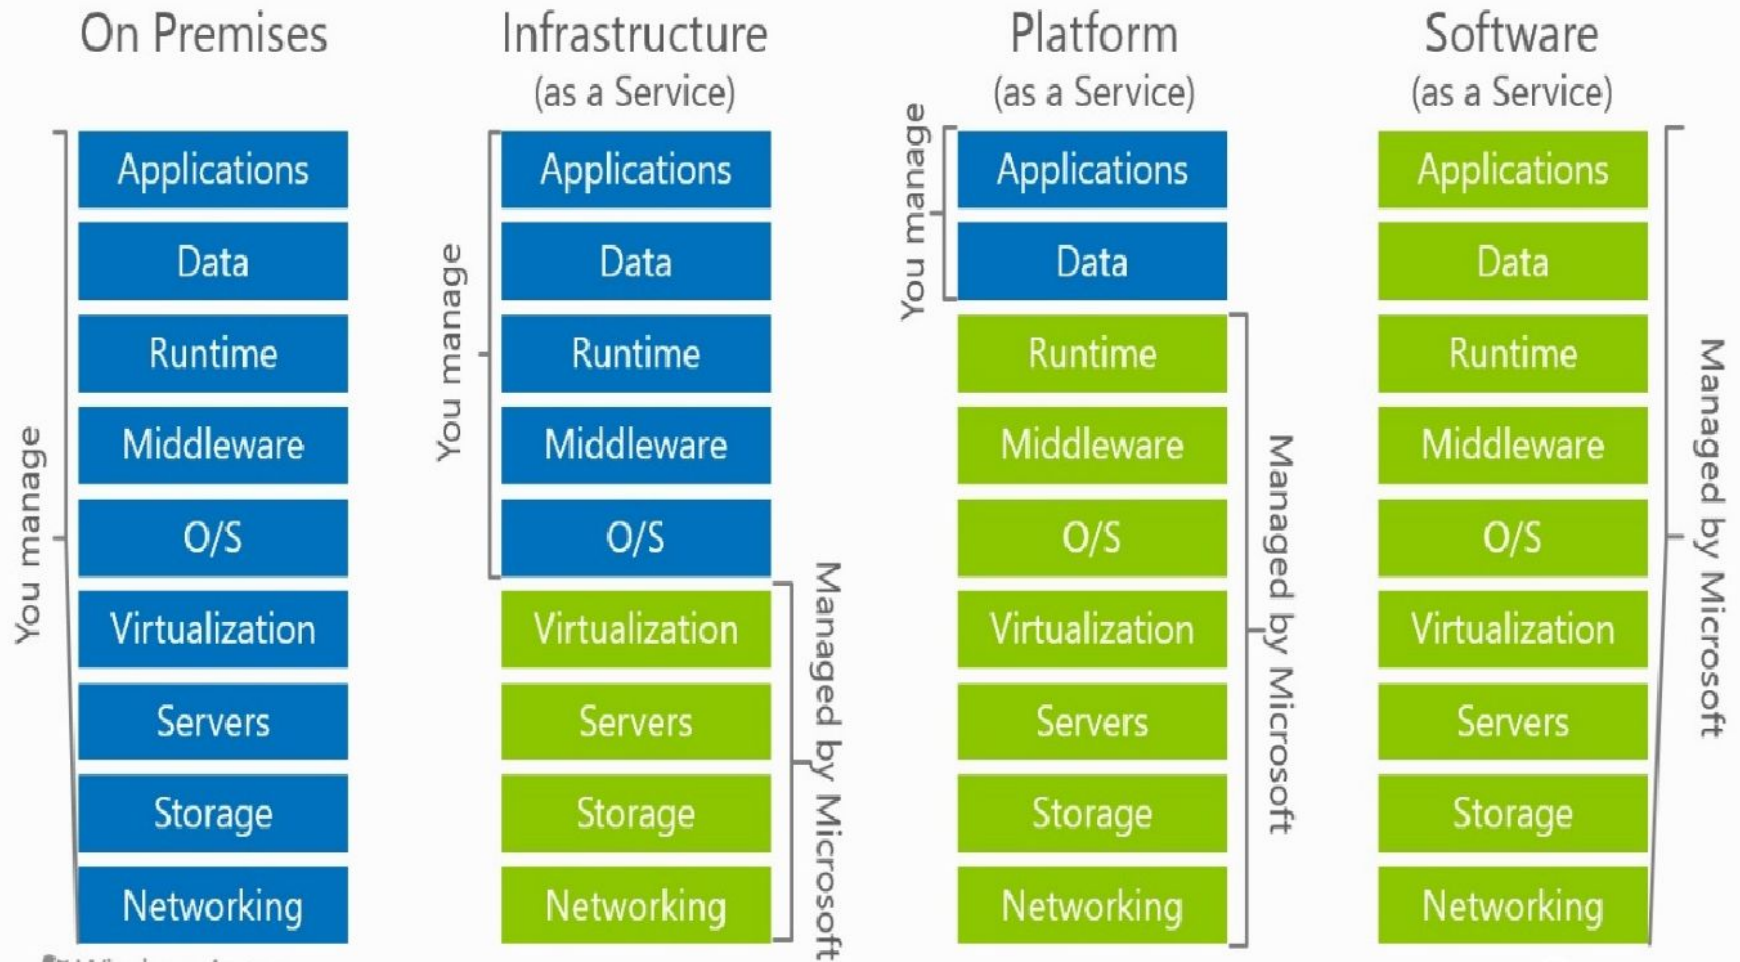 On Premises
Infrastructure
(as a Service)
Platform
(as a Service)
Software
(as a Service)
You manage
Applications
Data
Runtime
Middleware
O/S
Virtualization
Servers
Storage
Networking
You manage
Applications
Data
Runtime
Middleware
O/S
Virtualization
Servers
Storage
Networking
Managed by Microsoft
You manage
Applications
Data
Runtime
Middleware
O/S
Virtualization
Servers
Storage
Networking
Managed by Microsoft
Applications
Data
Runtime
Middleware
O/S
Virtualization
Servers
Storage
Networking
Managed by Microsoft